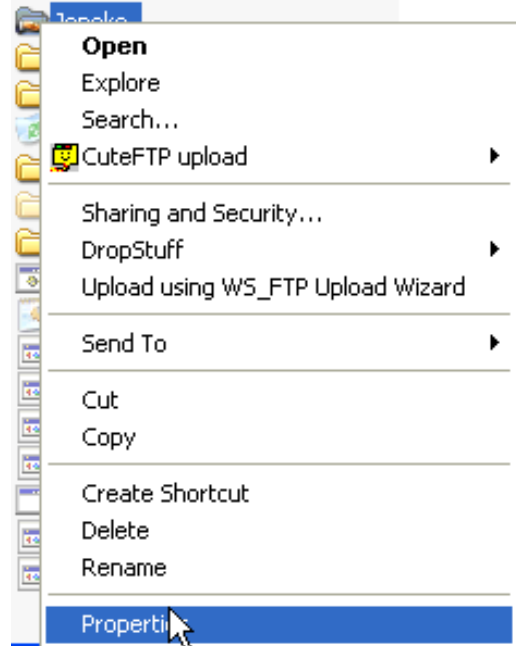 Open
Explore
Search...
CuteFTP upload
Sharing and Security...
DropStuff
Upload using WS_FTP Upload Wizard
Send To
Cut
Copy
Create Shortcut
Delete
Rename
Properties